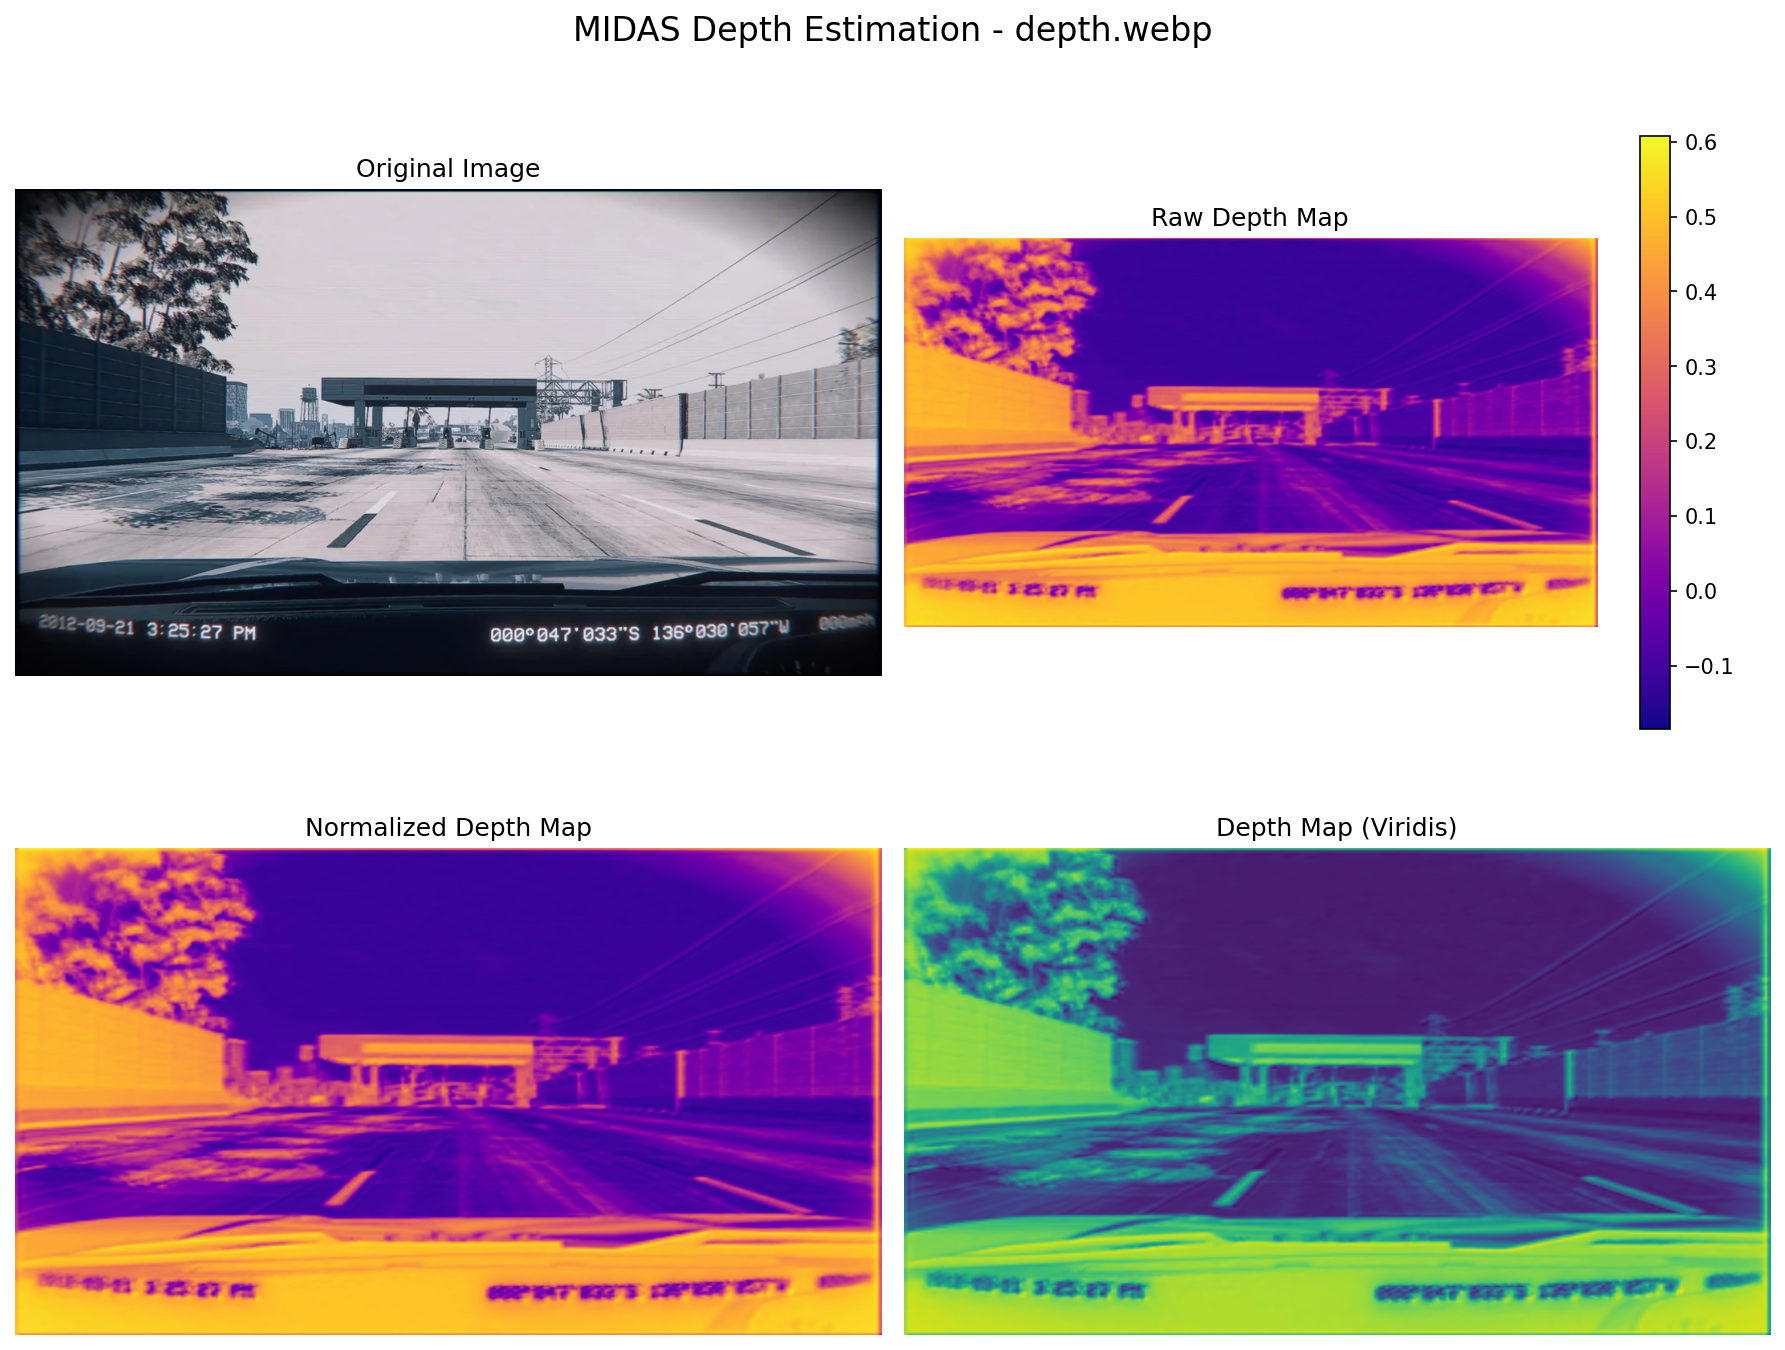 MIDAS Depth Estimation - depth.webp
Original Image
2012-09-21 3:25:27 PM 000°047'033"S 136°030'057"W 000mph
Raw Depth Map
0.6
0.5
0.4
0.3
0.2
0.1
0.0
−0.1
Normalized Depth Map
Depth Map (Viridis)